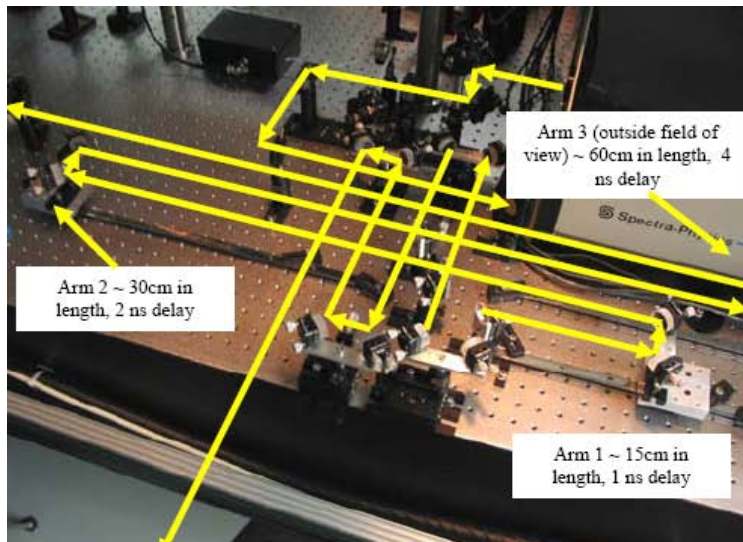 Arm 3 (outside field of
view) ~ 60cm in length, 4
ns delay
Spectra-Physics
Arm 2 ~ 30cm in
length, 2 ns delay
Arm 1 ~ 15cm in
length, 1 ns delay